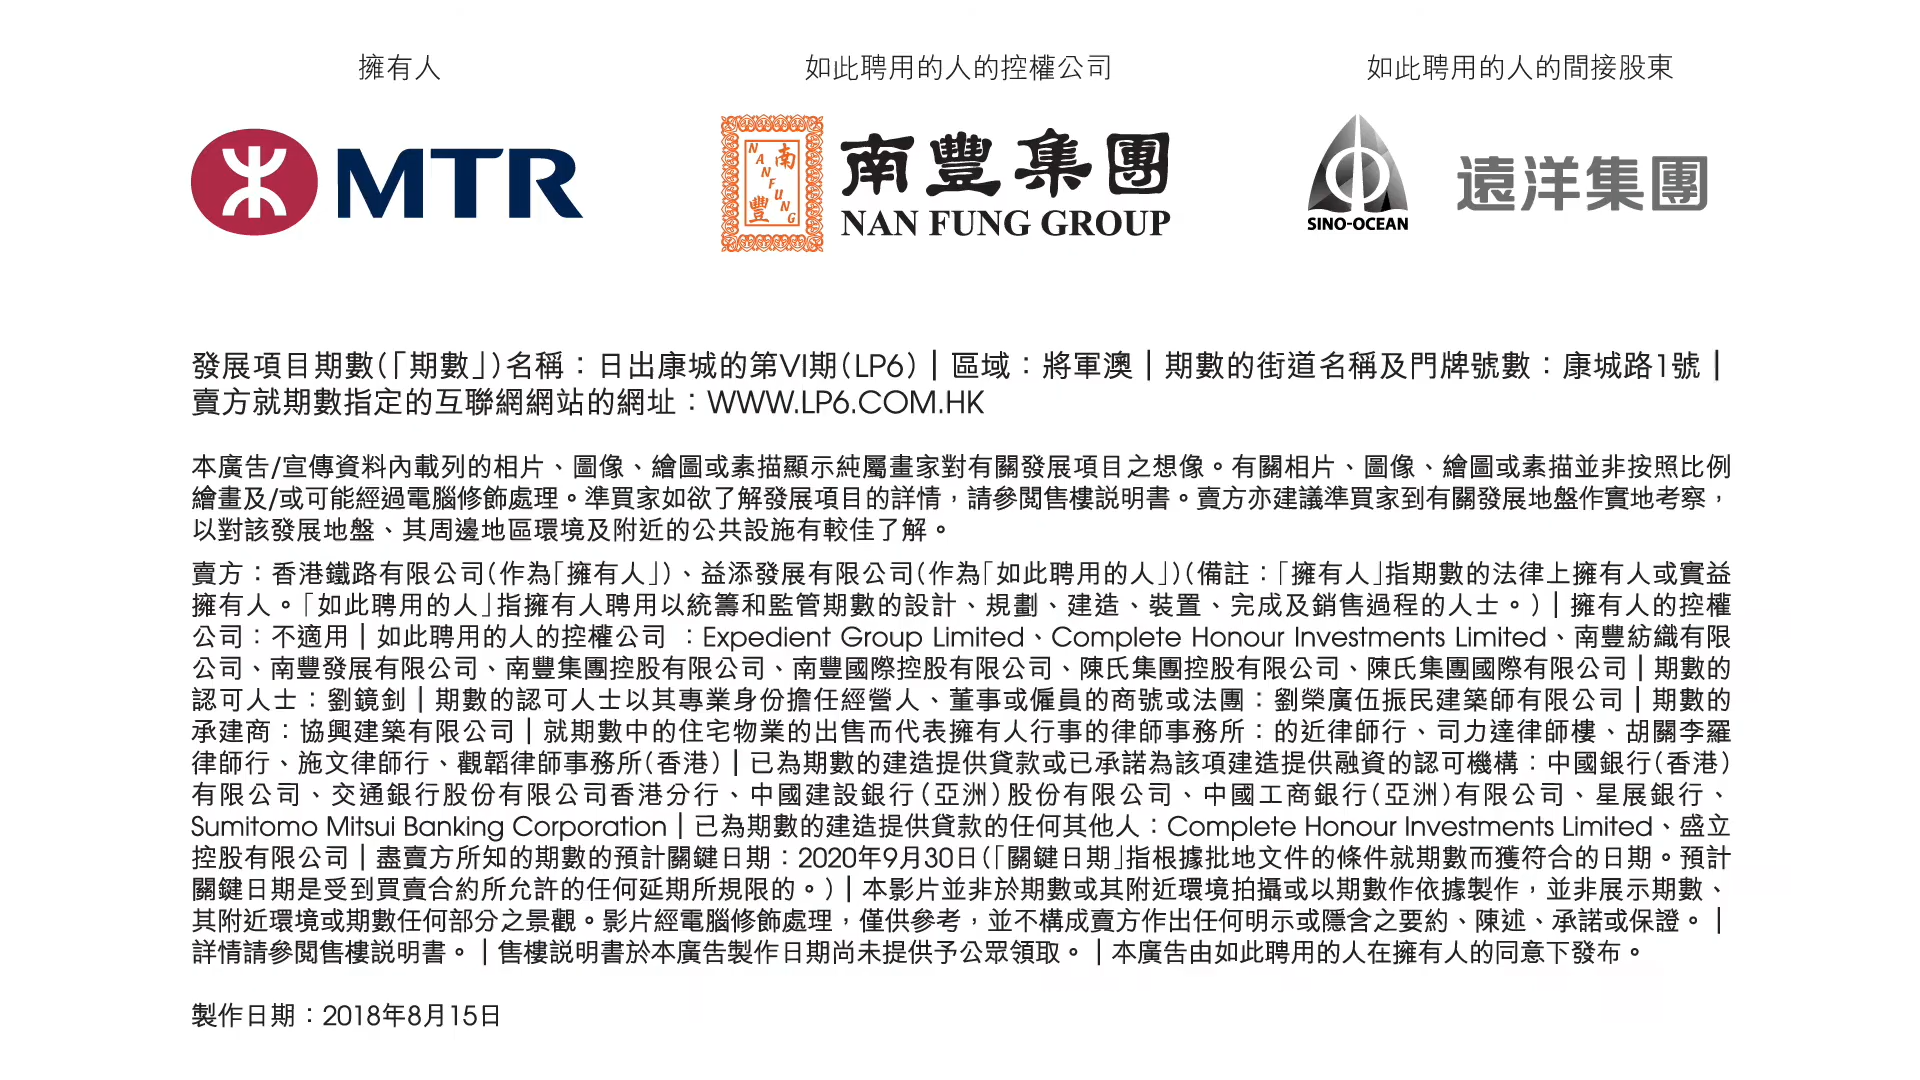 擁有人
如此聘用的人的控權公司
如此聘用的人的間接股東
MTR
NAN FUNG
南豐
南豐集團
NAN FUNG GROUP
SINO-OCEAN
遠洋集團
發展項目期數(「期數」)名稱：日出康城的第VI期(LP6)｜區域：將軍澳｜期數的街道名稱及門牌號數：康城路1號｜
賣方就期數指定的互聯網網站的網址：WWW.LP6.COM.HK
本廣告/宣傳資料內載列的相片、圖像、繪圖或素描顯示純屬畫家對有關發展項目之想像。有關相片、圖像、繪圖或素描並非按照比例
繪畫及/或可能經過電腦修飾處理。準買家如欲了解發展項目的詳情，請參閲售樓説明書。賣方亦建議準買家到有關發展地盤作實地考察，
以對該發展地盤、其周邊地區環境及附近的公共設施有較佳了解。
賣方：香港鐵路有限公司(作為「擁有人」)、益添發展有限公司(作為「如此聘用的人」)(備註：「擁有人」指期數的法律上擁有人或實益
擁有人。「如此聘用的人」指擁有人聘用以統籌和監管期數的設計、規劃、建造、裝置、完成及銷售過程的人士。)｜擁有人的控權
公司：不適用｜如此聘用的人的控權公司 ：Expedient Group Limited、Complete Honour Investments Limited、南豐紡織有限
公司、南豐發展有限公司、南豐集團控股有限公司、南豐國際控股有限公司、陳氏集團控股有限公司、陳氏集團國際有限公司｜期數的
認可人士：劉鏡釗｜期數的認可人士以其專業身份擔任經營人、董事或僱員的商號或法團：劉榮廣伍振民建築師有限公司｜期數的
承建商：協興建築有限公司｜就期數中的住宅物業的出售而代表擁有人行事的律師事務所：的近律師行、司力達律師樓、胡關李羅
律師行、施文律師行、觀韜律師事務所(香港)｜已為期數的建造提供貸款或已承諾為該項建造提供融資的認可機構：中國銀行(香港)
有限公司、交通銀行股份有限公司香港分行、中國建設銀行(亞洲)股份有限公司、中國工商銀行(亞洲)有限公司、星展銀行、
Sumitomo Mitsui Banking Corporation｜已為期數的建造提供貸款的任何其他人：Complete Honour Investments Limited、盛立
控股有限公司｜盡賣方所知的期數的預計關鍵日期：2020年9月30日(「關鍵日期」指根據批地文件的條件就期數而獲符合的日期。預計
關鍵日期是受到買賣合約所允許的任何延期所規限的。)｜本影片並非於期數或其附近環境拍攝或以期數作依據製作，並非展示期數、
其附近環境或期數任何部分之景觀。影片經電腦修飾處理，僅供參考，並不構成賣方作出任何明示或隱含之要約、陳述、承諾或保證。｜
詳情請參閲售樓説明書。｜售樓説明書於本廣告製作日期尚未提供予公眾領取。｜本廣告由如此聘用的人在擁有人的同意下發布。
製作日期：2018年8月15日